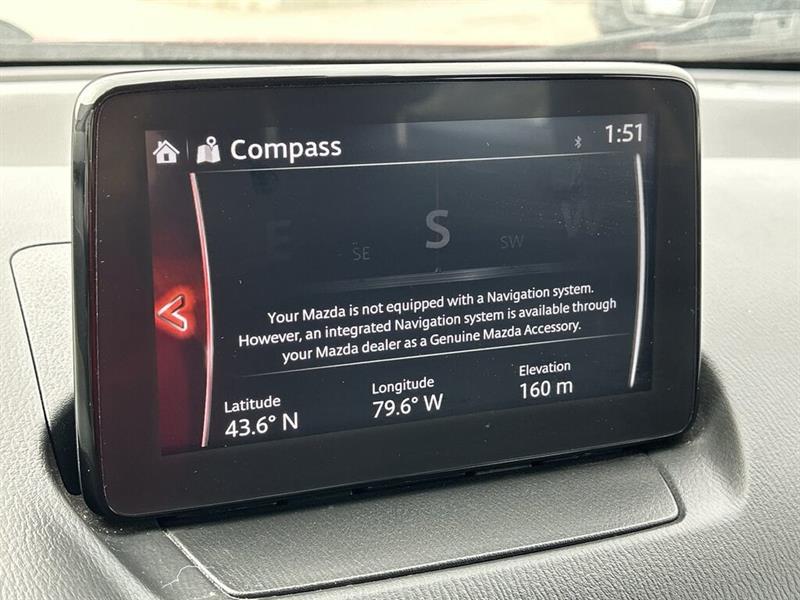 Compass 1:51
E SE S SW W
Your Mazda is not equipped with a Navigation system.
However, an integrated Navigation system is available through
your Mazda dealer as a Genuine Mazda Accessory.
Latitude Longitude Elevation
43.6° N 79.6° W 160 m